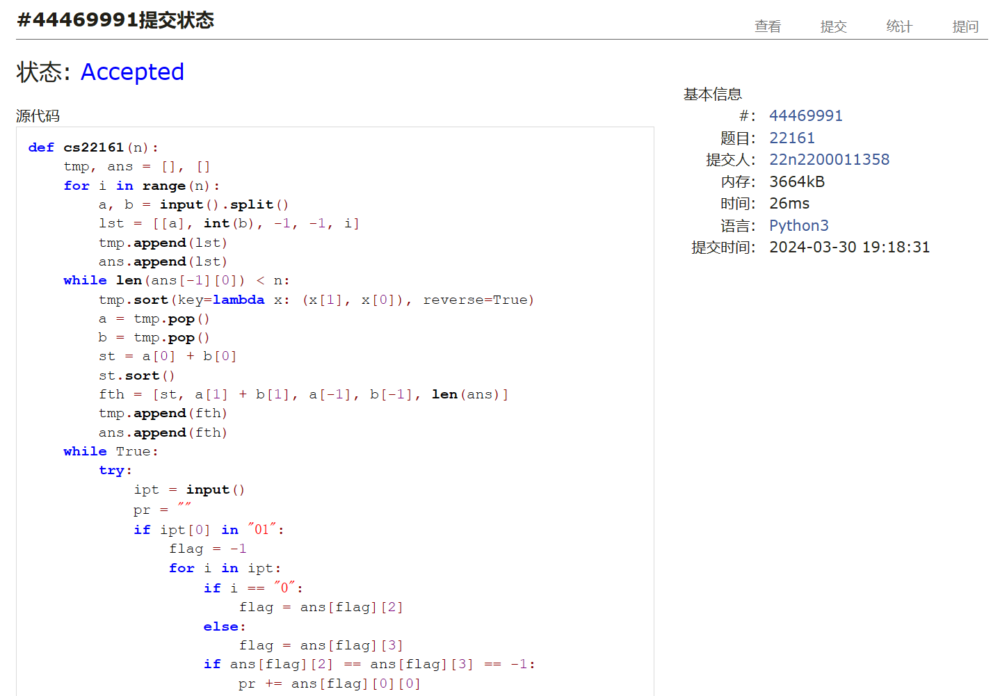 #44469991提交状态
查看 提交 统计 提问
状态: Accepted
源代码
def cs22161(n):
    tmp, ans = [], []
    for i in range(n):
        a, b = input().split()
        lst = [[a], int(b), -1, -1, i]
        tmp.append(lst)
        ans.append(lst)
    while len(ans[-1][0]) < n:
        tmp.sort(key=lambda x: (x[1], x[0]), reverse=True)
        a = tmp.pop()
        b = tmp.pop()
        st = a[0] + b[0]
        st.sort()
        fth = [st, a[1] + b[1], a[-1], b[-1], len(ans)]
        tmp.append(fth)
        ans.append(fth)
    while True:
        try:
            ipt = input()
            pr = ""
            if ipt[0] in "01":
                flag = -1
                for i in ipt:
                    if i == "0":
                        flag = ans[flag][2]
                    else:
                        flag = ans[flag][3]
                    if ans[flag][2] == ans[flag][3] == -1:
                        pr += ans[flag][0][0]
基本信息
#: 44469991
题目: 22161
提交人: 22n2200011358
内存: 3664kB
时间: 26ms
语言: Python3
提交时间: 2024-03-30 19:18:31